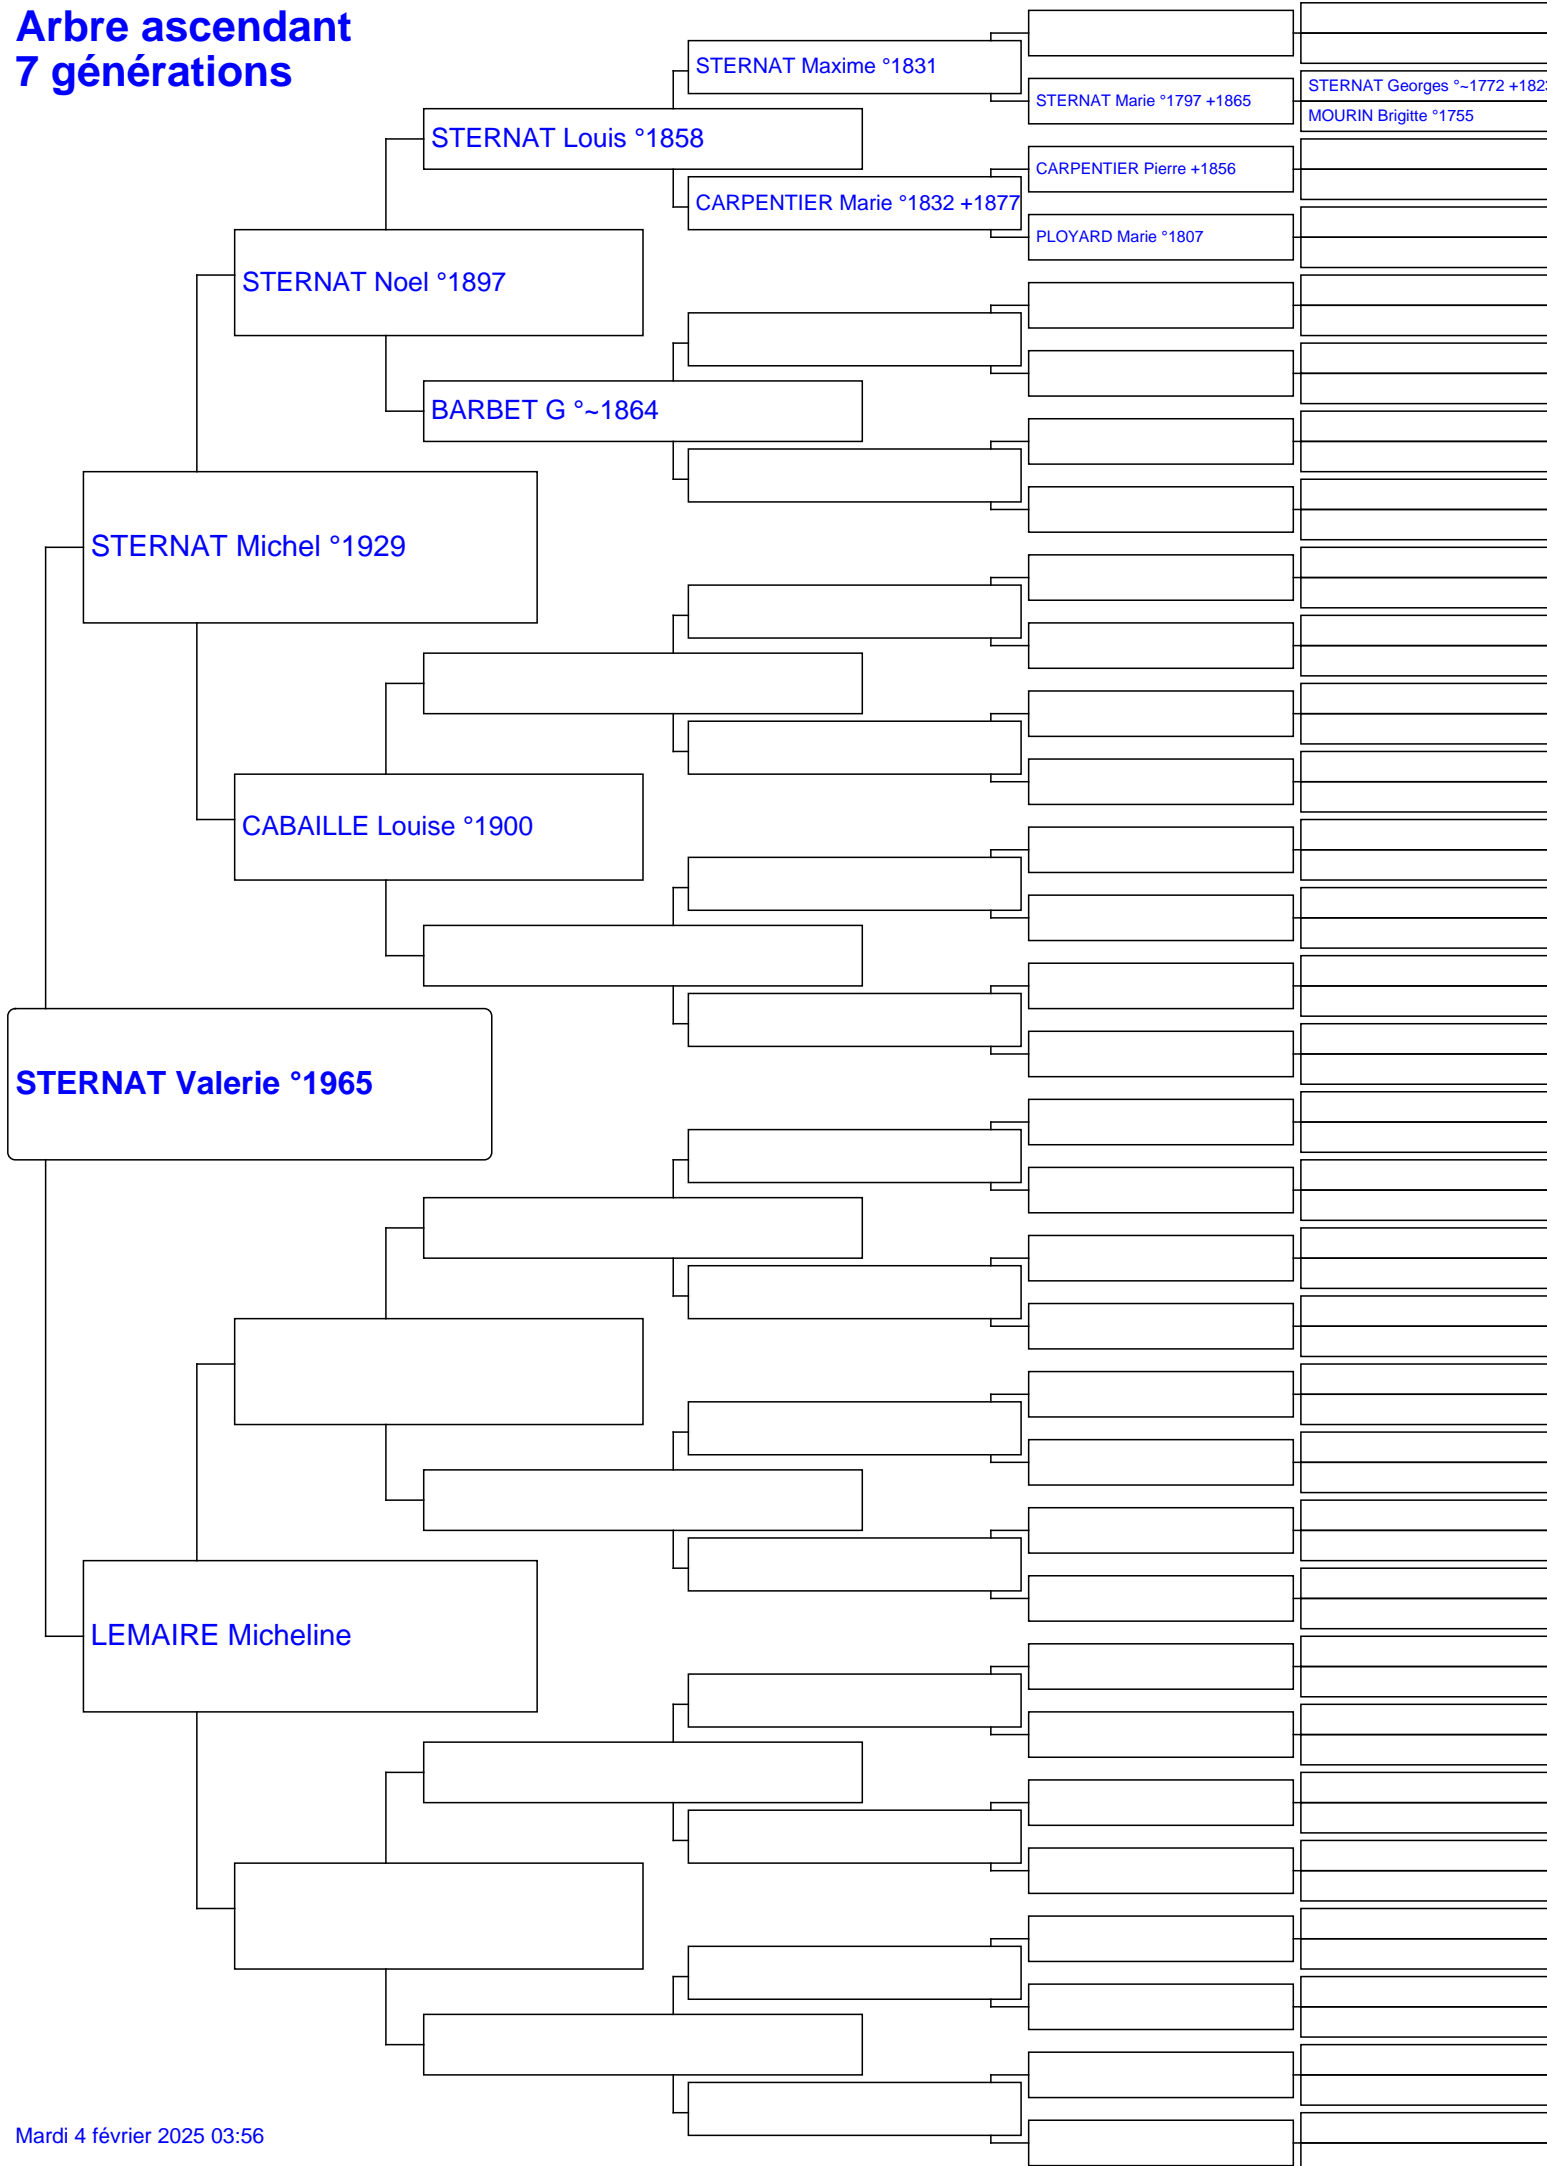 Arbre ascendant
7 générations
STERNAT Maxime °1831
STERNAT Georges °~1772 +1823
STERNAT Marie °1797 +1865
MOURIN Brigitte °1755
STERNAT Louis °1858
CARPENTIER Pierre +1856
CARPENTIER Marie °1832 +1877
PLOYARD Marie °1807
STERNAT Noel °1897
BARBET G °~1864
STERNAT Michel °1929
CABAILLE Louise °1900
STERNAT Valerie °1965
LEMAIRE Micheline
Mardi 4 février 2025 03:56